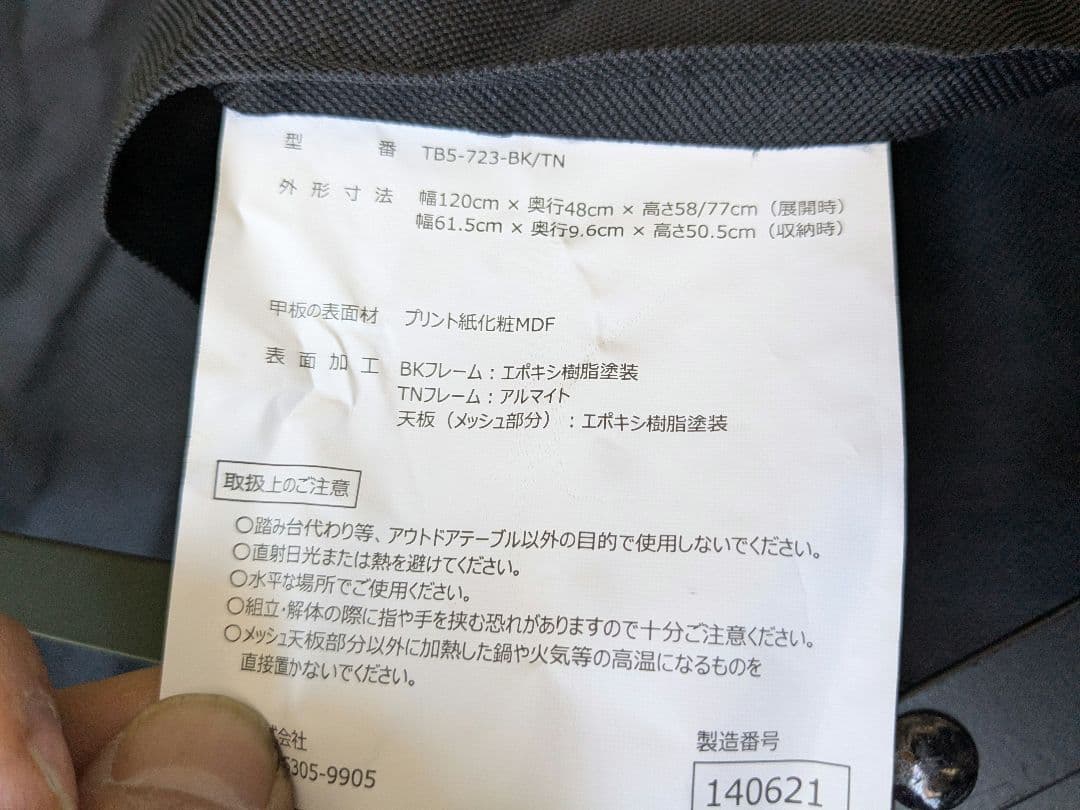 型番 TB5-723-BK/TN
外形寸法 幅120cm × 奥行48cm × 高さ58/77cm（展開時）
幅61.5cm × 奥行9.6cm × 高さ50.5cm（収納時）
甲板の表面材 プリント紙化粧MDF
表面加工 BKフレーム：エポキシ樹脂塗装
TNフレーム：アルマイト
天板（メッシュ部分）：エポキシ樹脂塗装
取扱上のご注意
〇踏み台代わり等、アウトドアテーブル以外の目的で使用しないでください。
〇直射日光または熱を避けてください。
〇水平な場所でご使用ください。
〇組立・解体の際に指や手を挟む恐れがありますので十分ご注意ください。
〇メッシュ天板部分以外に加熱した鍋や火気等の高温になるものを
直接置かないでください。
会社
5305-9905
製造番号
140621